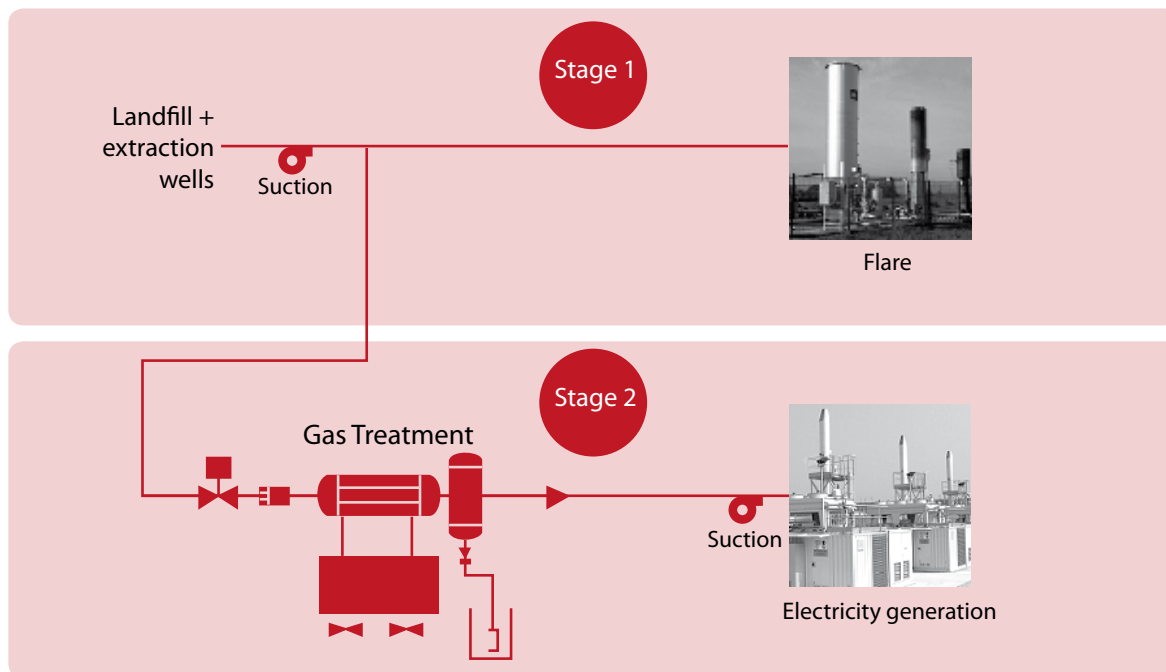 Stage 1
Landfill +
extraction
wells
Suction
Flare
Stage 2
Gas Treatment
Suction
Electricity generation